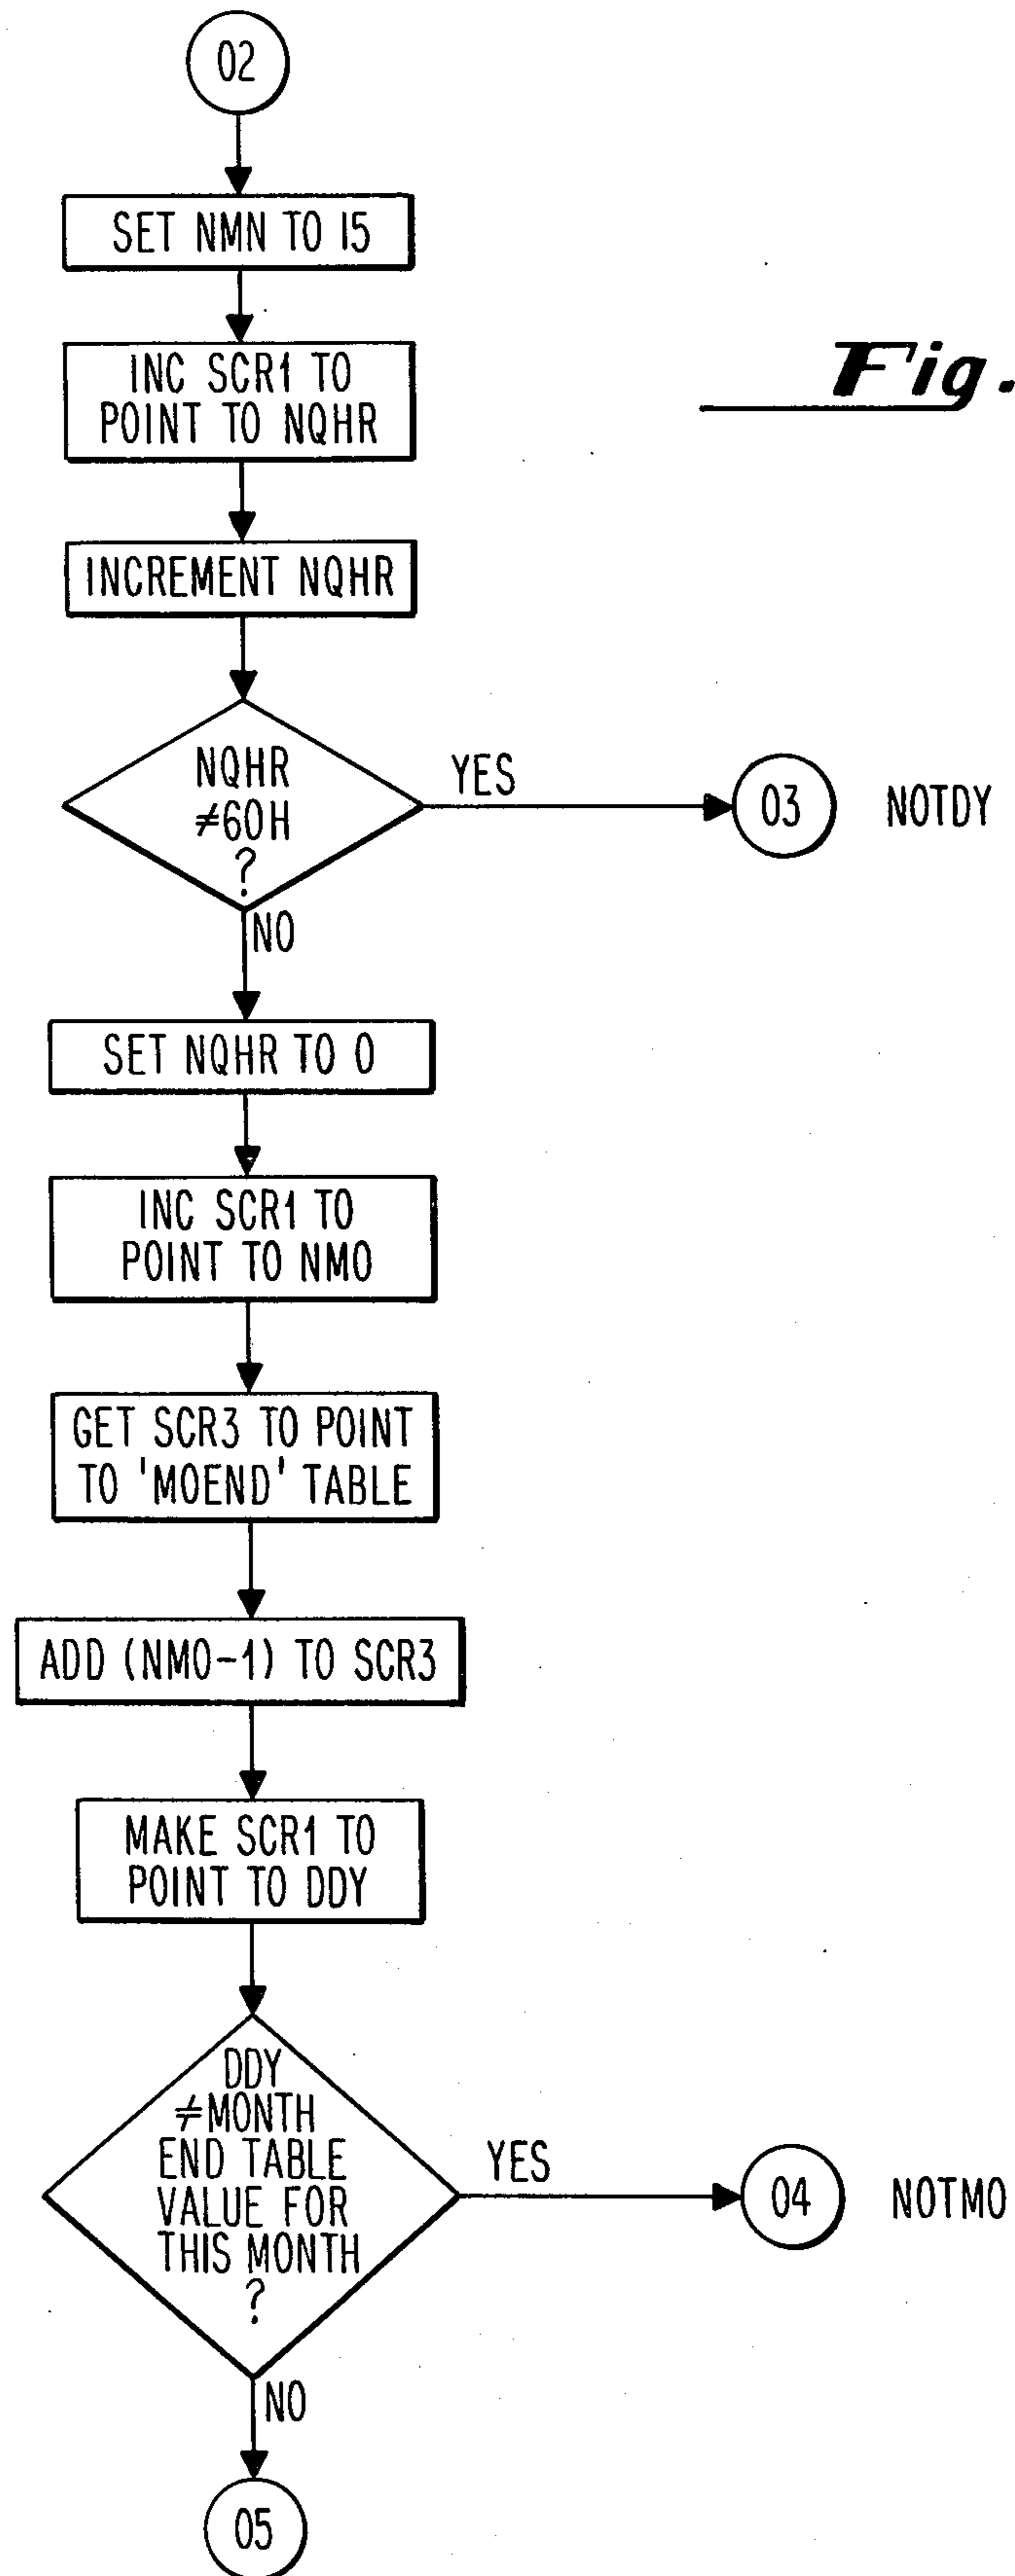 02
SET NMN TO 15
Fig.
INC SCR1 TO
POINT TO NQHR
INCREMENT NQHR
NQHR
≠60H
?
YES
03
NOTDY
NO
SET NQHR TO 0
INC SCR1 TO
POINT TO NMO
GET SCR3 TO POINT
TO 'MOEND' TABLE
ADD (NMO-1) TO SCR3
MAKE SCR1 TO
POINT TO DDY
DDY
≠MONTH
END TABLE
VALUE FOR
THIS MONTH
?
YES
04
NOTMO
NO
05